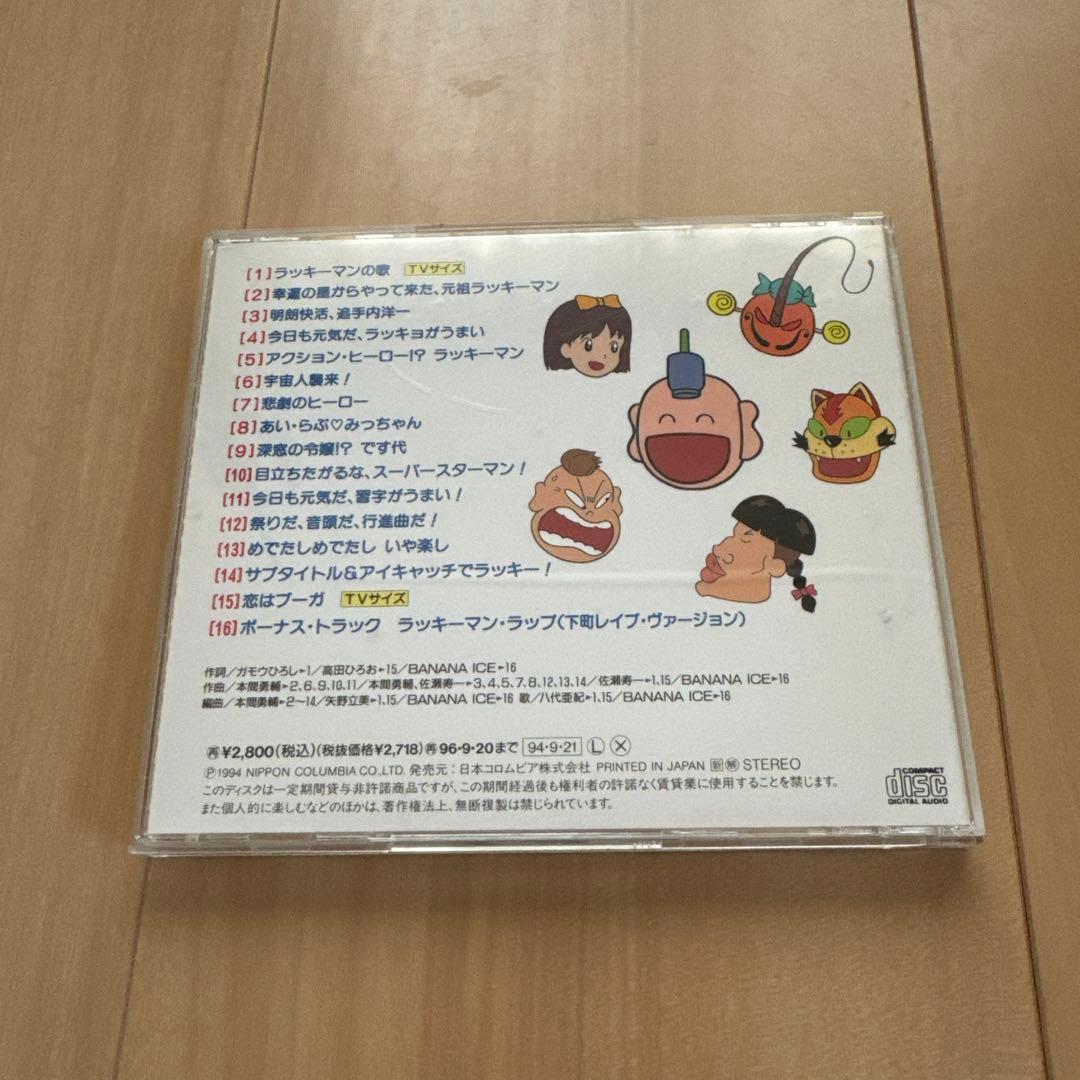 [1]ラッキーマンの歌 TVサイズ
[2]幸運の星からやって来た、元祖ラッキーマン
[3]明朗快活、追手内洋一
[4]今日も元気だ、ラッキョがうまい
[5]アクション・ヒーロー!? ラッキーマン
[6]宇宙人襲来!
[7]悲劇のヒーロー
[8]あい・らぶ♡みっちゃん
[9]深窓の令嬢!? です代
[10]目立ちたがるな、スーパースターマン!
[11]今日も元気だ、習字がうまい!
[12]祭りだ、音頭だ、行進曲だ!
[13]めでたしめでたし いや楽し
[14]サブタイトル&アイキャッチでラッキー!
[15]恋はブーガ TVサイズ
[16]ボーナス・トラック ラッキーマン・ラップ(下町レイブ・ヴァージョン)
作詞/ガモウひろし▸1/高田ひろお▸15/BANANA ICE▸16
作曲/本間勇輔▸2、6、9、10、11/本間勇輔、佐瀬寿一▸3、4、5、7、8、12、13、14/佐瀬寿一▸1、15/BANANA ICE▸16
編曲/本間勇輔▸2〜14/矢野立美▸1、15/BANANA ICE▸16 歌/八代亜紀▸1、15/BANANA ICE▸16
㊢¥2,800(税込)(税抜価格¥2,718)㊢96・9・20まで 94・9・21 Ⓛ Ⓧ
Ⓟ1994 NIPPON COLUMBIA CO.,LTD. 発売元:日本コロムビア株式会社 PRINTED IN JAPAN STEREO
このディスクは一定期間貸与非許諾商品ですが、この期間経過後も権利者の許諾なく賃貸業に使用することを禁じます。
また個人的に楽しむなどのほかは、著作権法上、無断複製は禁じられています。
COMPACT
disc
DIGITAL AUDIO